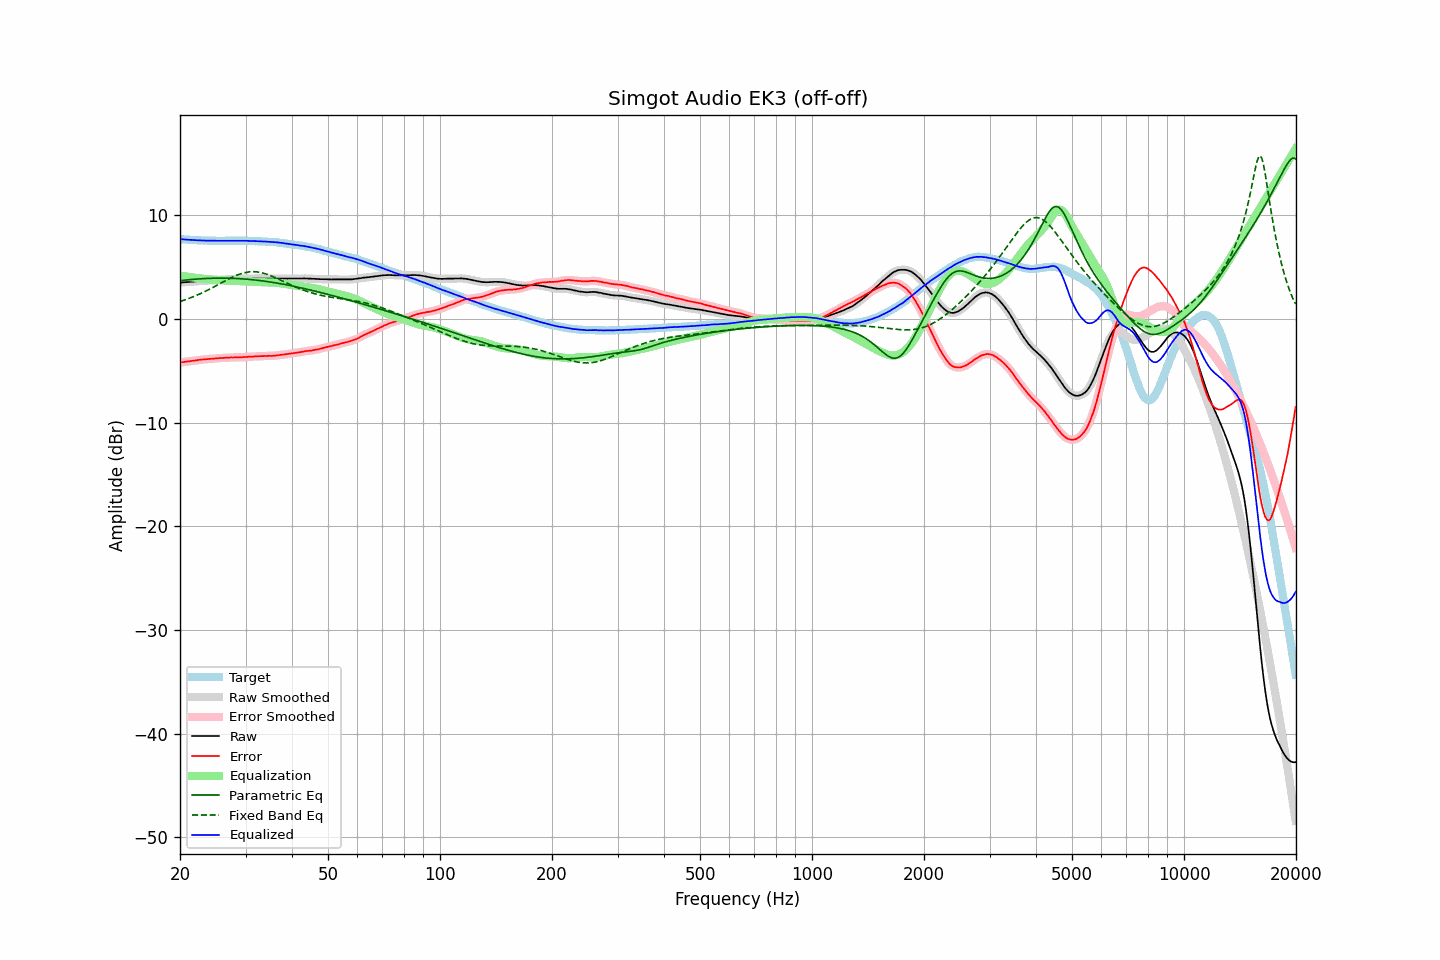 Simgot Audio EK3 (off-off)
Amplitude (dBr)
10
0
−10
−20
−30
−40
−50
Target
Raw Smoothed
Error Smoothed
Raw
Error
Equalization
Parametric Eq
Fixed Band Eq
Equalized
20 50 100 200 500 1000 2000 5000 10000 20000
Frequency (Hz)